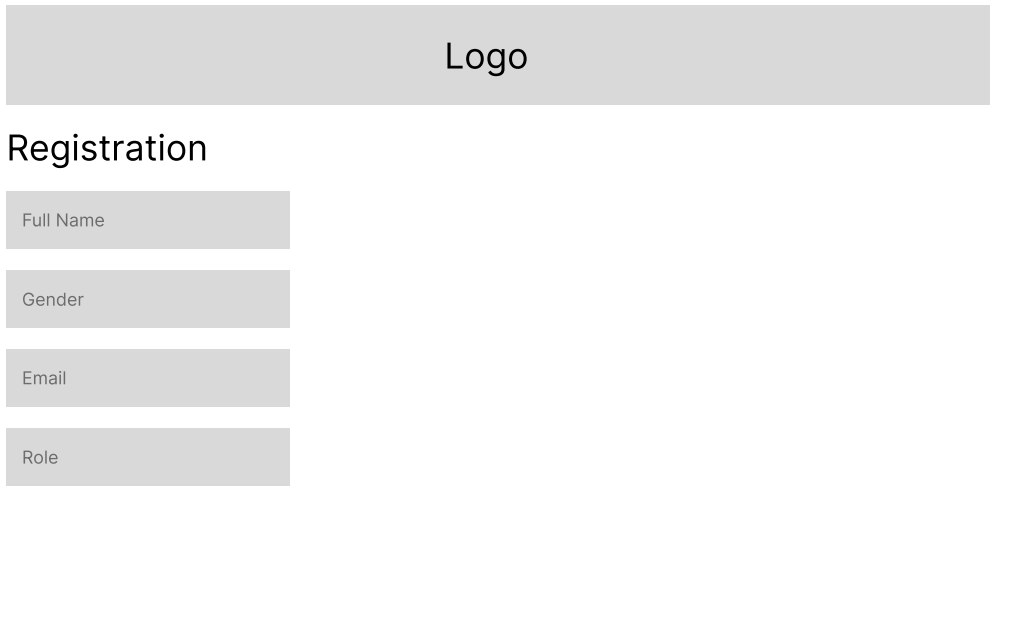 Logo
Registration
Full Name
Gender
Email
Role